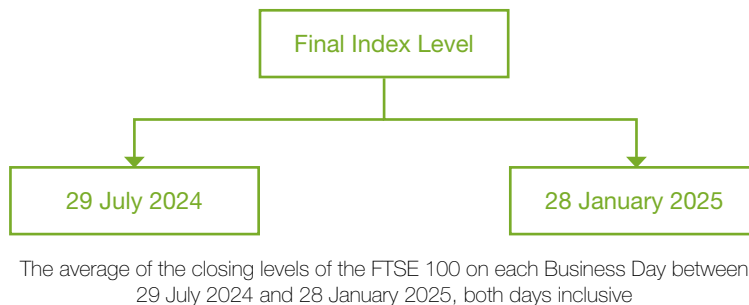 Final Index Level
29 July 2024
28 January 2025
The average of the closing levels of the FTSE 100 on each Business Day between
29 July 2024 and 28 January 2025, both days inclusive